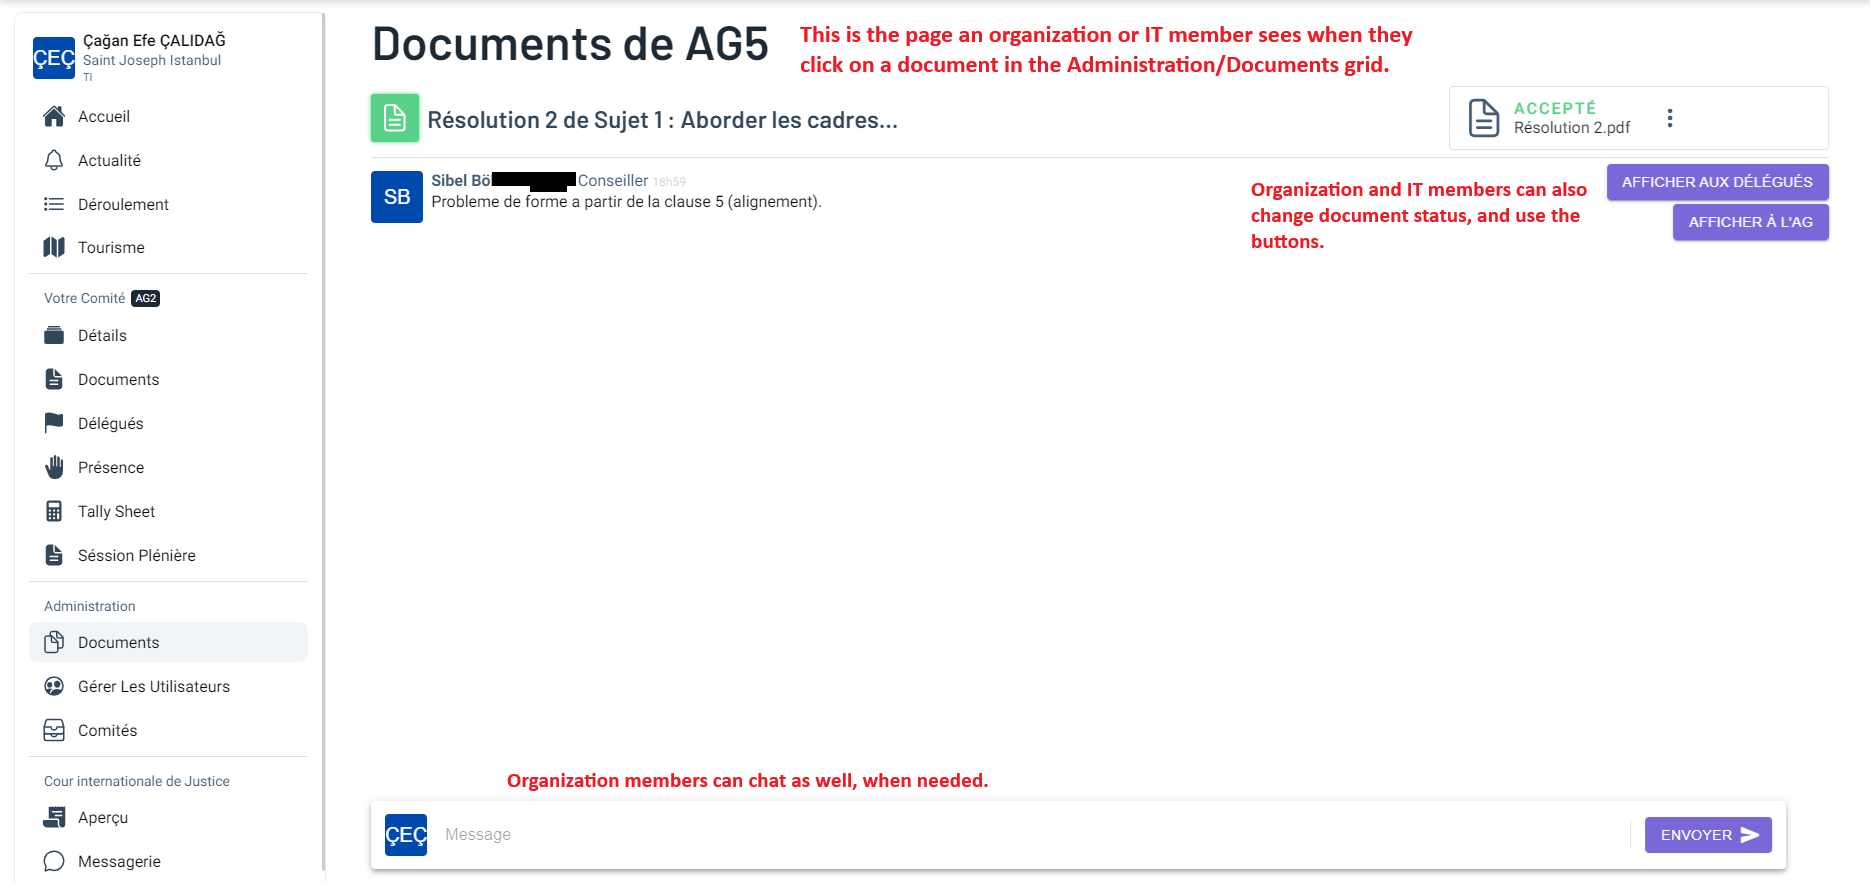 ÇEÇ
Çağan Efe ÇALIDAĞ
Saint Joseph Istanbul
TI
Accueil
Actualité
Déroulement
Tourisme
Votre Comité AG2
Détails
Documents
Délégués
Présence
Tally Sheet
Séssion Plénière
Administration
Documents
Gérer Les Utilisateurs
Comités
Cour internationale de Justice
Aperçu
Messagerie
Documents de AG5
This is the page an organization or IT member sees when they
click on a document in the Administration/Documents grid.
Résolution 2 de Sujet 1 : Aborder les cadres...
ACCEPTÉ
Résolution 2.pdf
SB
Sibel Bö Conseiller 18h59
Probleme de forme a partir de la clause 5 (alignement).
Organization and IT members can also
change document status, and use the
buttons.
AFFICHER AUX DÉLÉGUÉS
AFFICHER À L'AG
Organization members can chat as well, when needed.
ÇEÇ
Message
ENVOYER